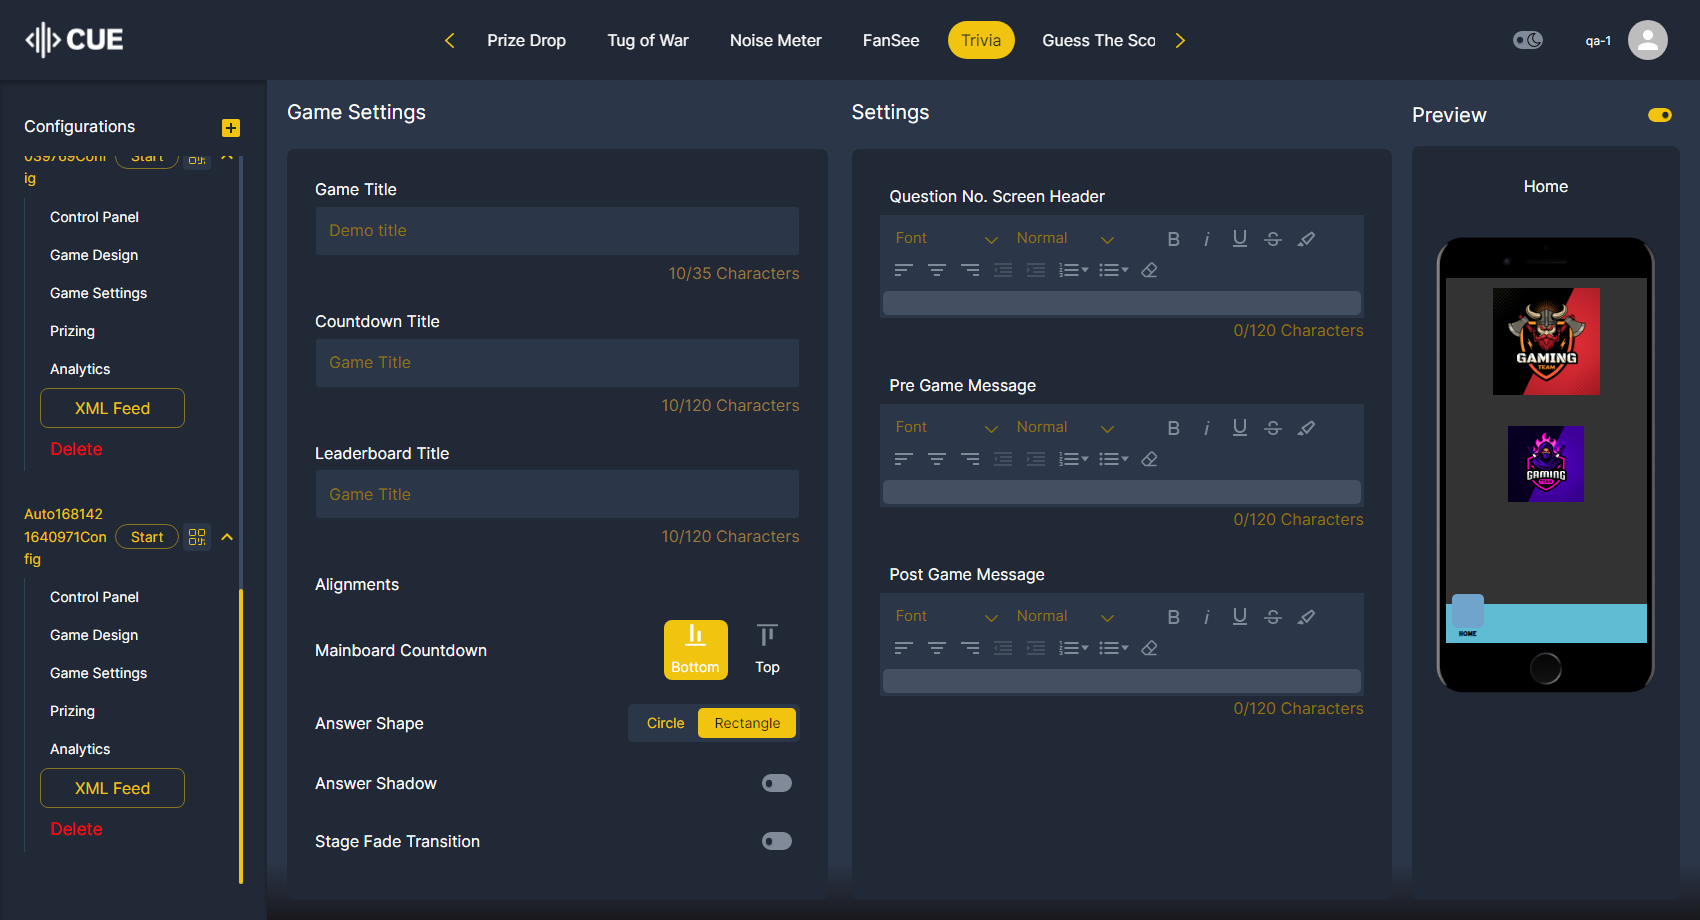 CUE
Prize Drop
Tug of War
Noise Meter
FanSee
Trivia
Guess The Sco
qa-1
Configurations
039769Conf
ig
Start
Control Panel
Game Design
Game Settings
Prizing
Analytics
XML Feed
Delete
Auto168142
1640971Con
fig
Start
Control Panel
Game Design
Game Settings
Prizing
Analytics
XML Feed
Delete
Game Settings
Game Title
Demo title
10/35 Characters
Countdown Title
Game Title
10/120 Characters
Leaderboard Title
Game Title
10/120 Characters
Alignments
Mainboard Countdown
Bottom
Top
Answer Shape
Circle
Rectangle
Answer Shadow
Stage Fade Transition
Settings
Question No. Screen Header
Font
Normal
0/120 Characters
Pre Game Message
Font
Normal
0/120 Characters
Post Game Message
Font
Normal
0/120 Characters
Preview
Home
GAMING
TEAM
GAMING
TEAM
HOME